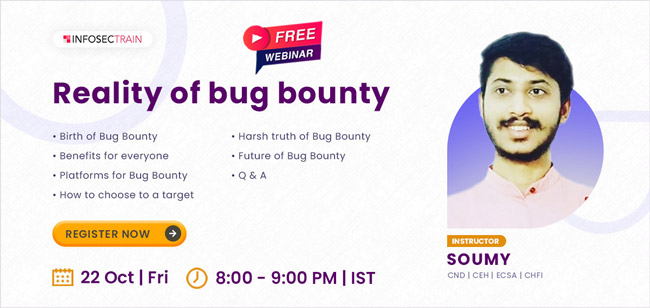 INFOSECTRAIN
FREE
WEBINAR
Reality of bug bounty
• Birth of Bug Bounty
• Benefits for everyone
• Platforms for Bug Bounty
• How to choose to a target
• Harsh truth of Bug Bounty
• Future of Bug Bounty
• Q & A
REGISTER NOW
22 Oct | Fri
8:00 - 9:00 PM | IST
INSTRUCTOR
SOUMY
CND | CEH | ECSA | CHFI